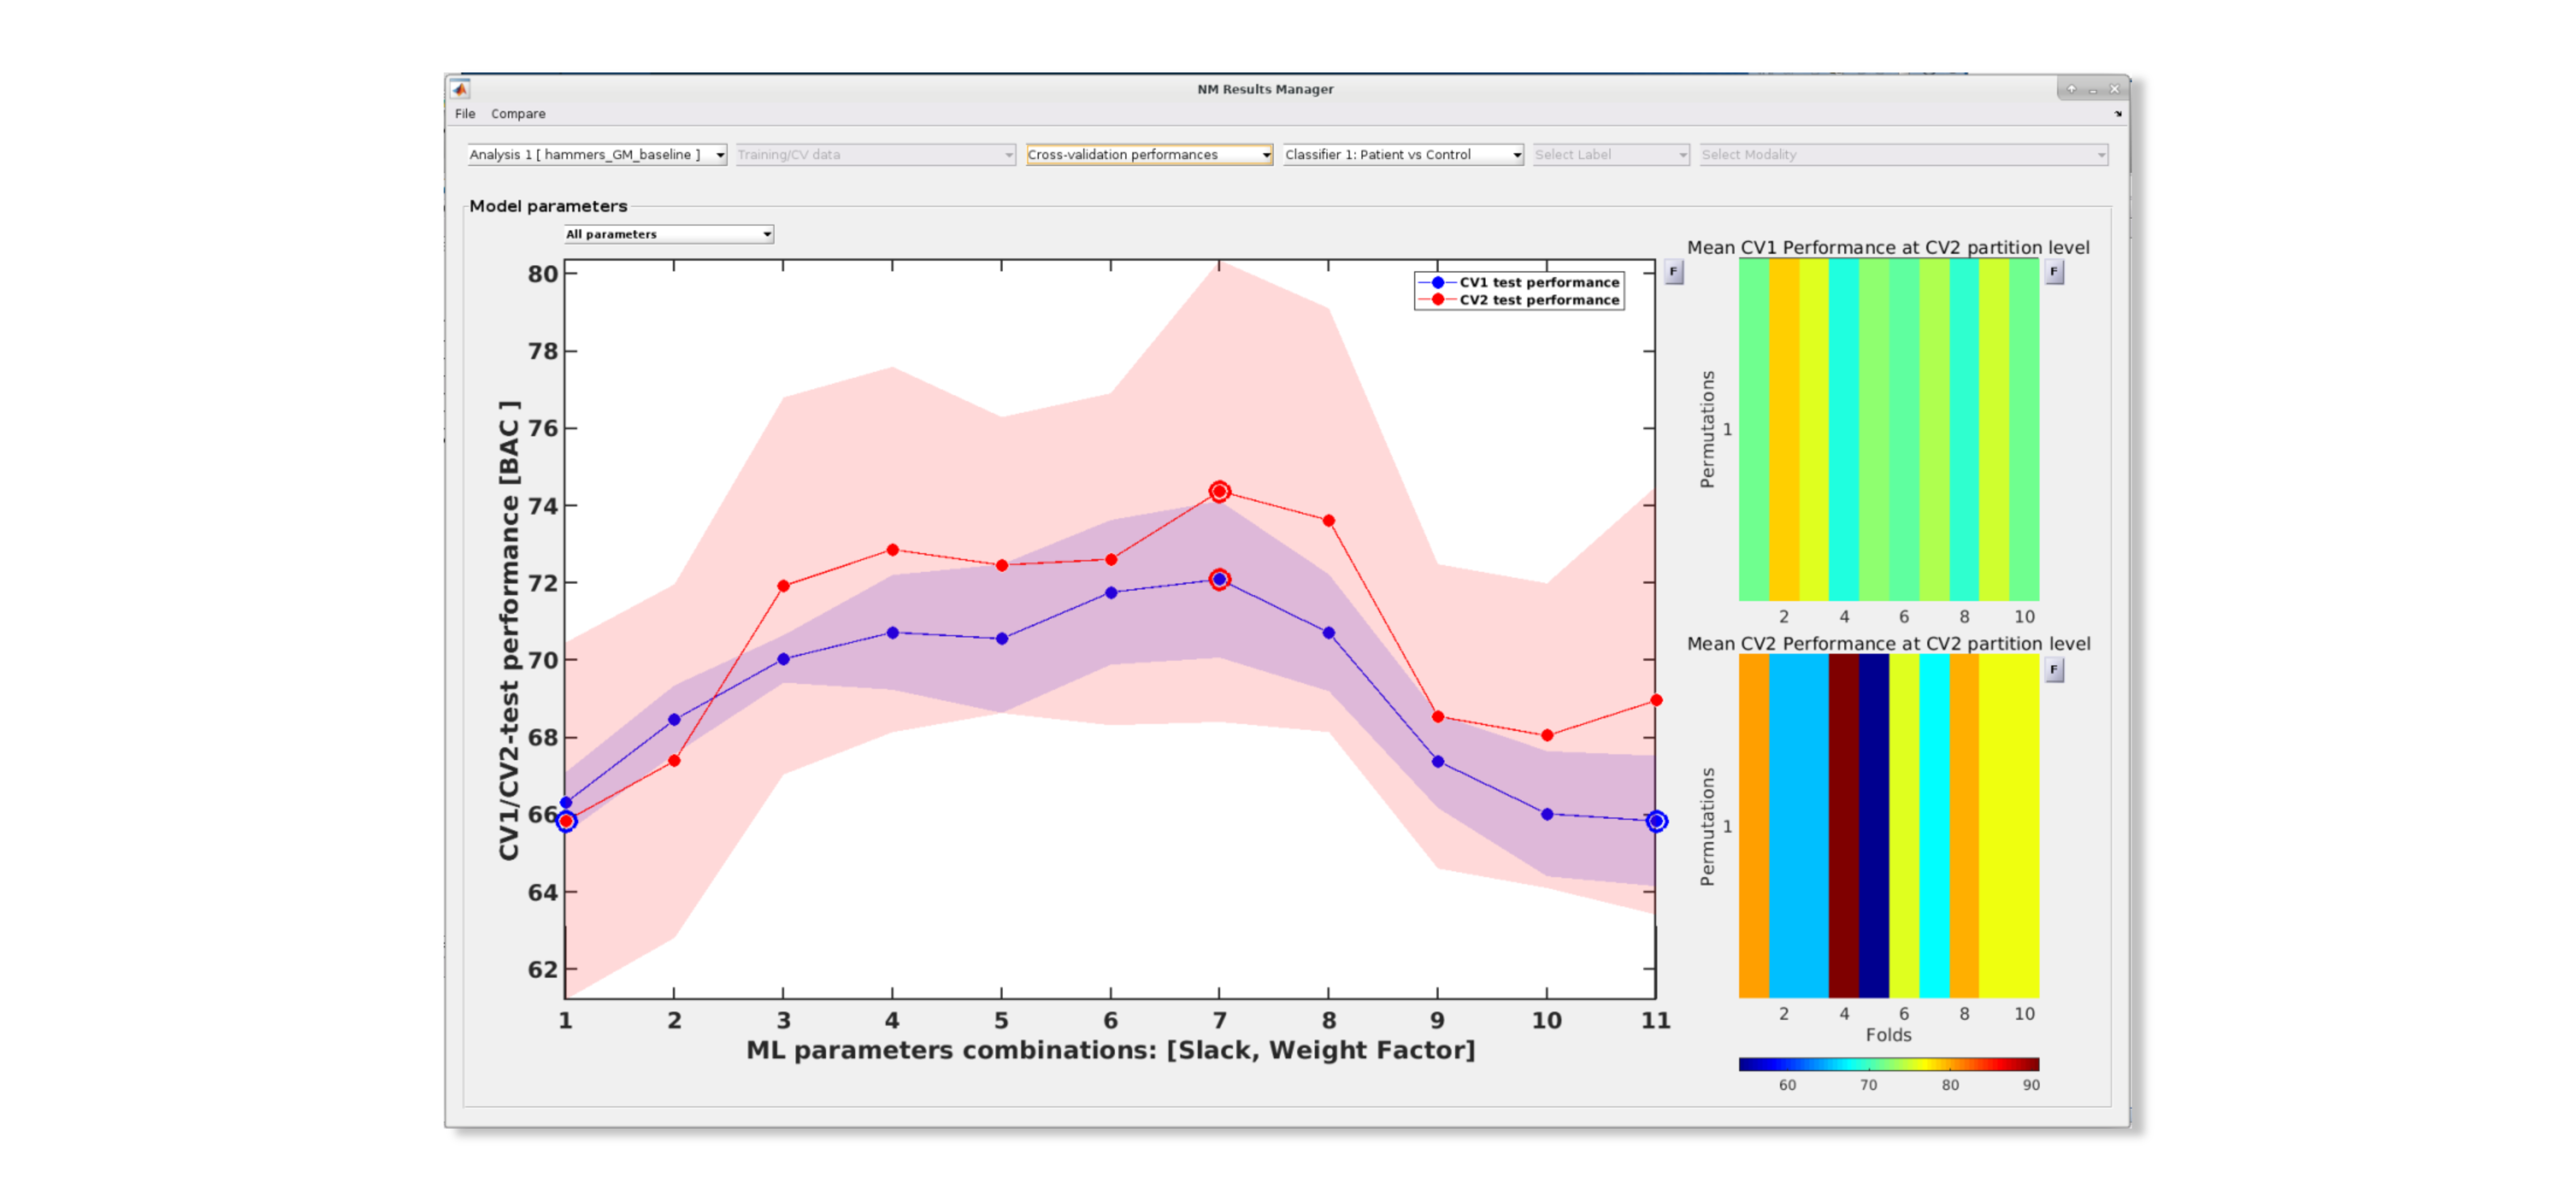 NM Results Manager
File Compare
Analysis 1 [ hammers_GM_baseline ] Training/CV data Cross-validation performances Classifier 1: Patient vs Control Select Label Select Modality
Model parameters
All parameters
CV1/CV2-test performance [BAC ]
80
78
76
74
72
70
68
66
64
62
CV1 test performance
CV2 test performance
F
1 2 3 4 5 6 7 8 9 10 11
ML parameters combinations: [Slack, Weight Factor]
Mean CV1 Performance at CV2 partition level
F
Permutations
1
2 4 6 8 10
Mean CV2 Performance at CV2 partition level
F
Permutations
1
2 4 6 8 10
Folds
60 70 80 90